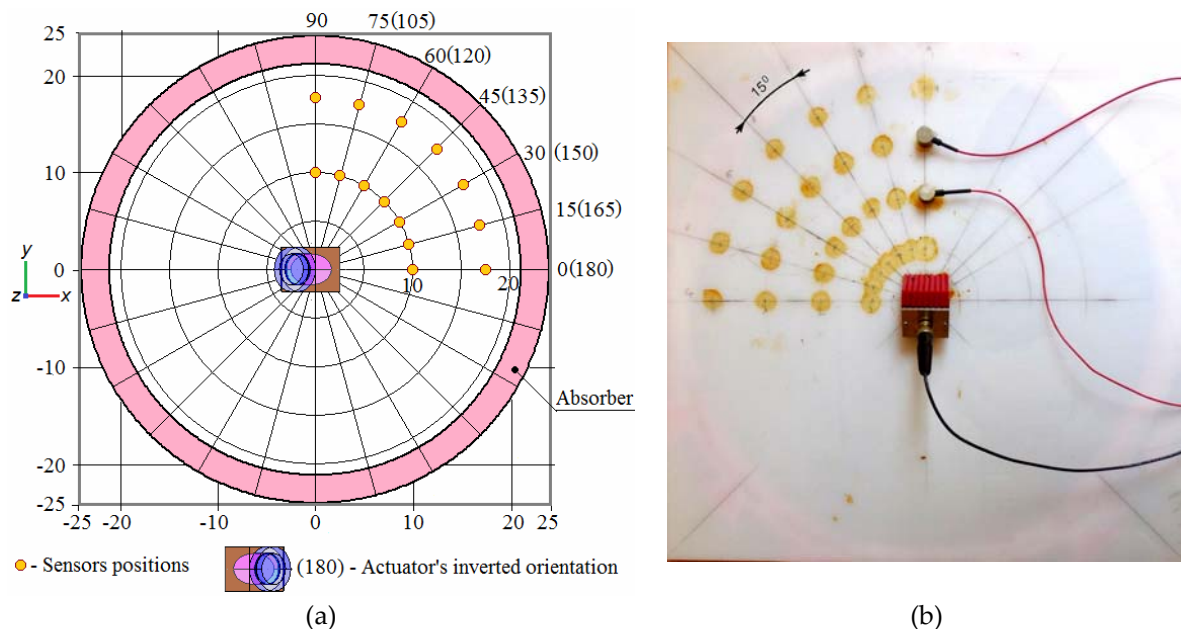 90
75(105)
60(120)
45(135)
30 (150)
15(165)
0(180)
25
20
10
0
-10
-20
-25
-25 -20 -10 0 10 20 25
10 20
y
z x
Absorber
- Sensors positions
(180) - Actuator's inverted orientation
(a)
15⁰
(b)